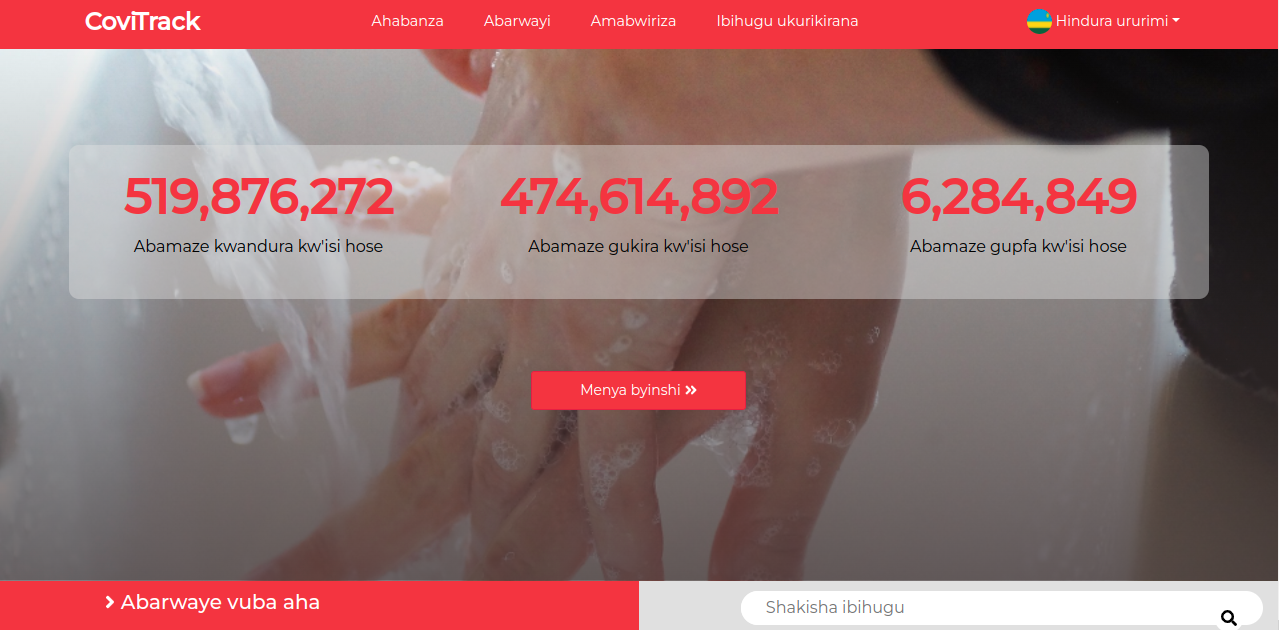 CoviTrack
Ahabanza
Abarwayi
Amabwiriza
Ibihugu ukurikirana
Hindura ururimi
519,876,272
Abamaze kwandura kw'isi hose
474,614,892
Abamaze gukira kw'isi hose
6,284,849
Abamaze gupfa kw'isi hose
Menya byinshi
Abarwaye vuba aha
Shakisha ibihugu